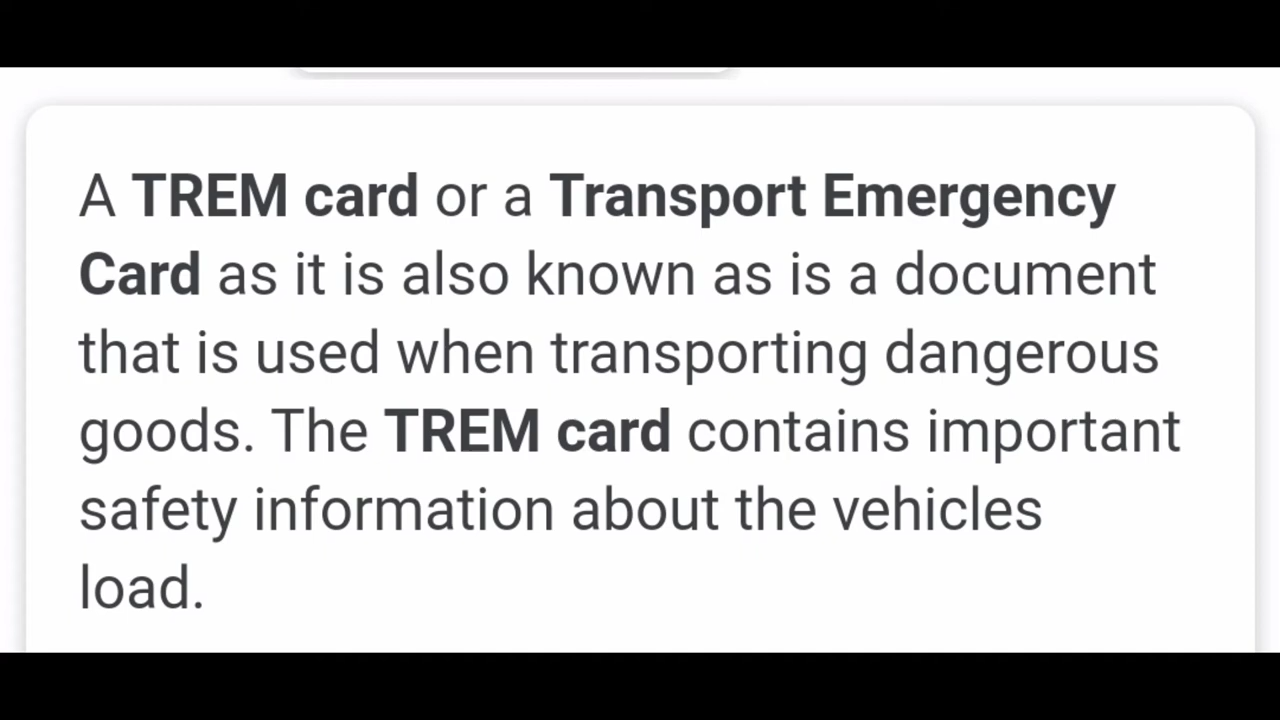 A TREM card or a Transport Emergency
Card as it is also known as is a document
that is used when transporting dangerous
goods. The TREM card contains important
safety information about the vehicles
load.